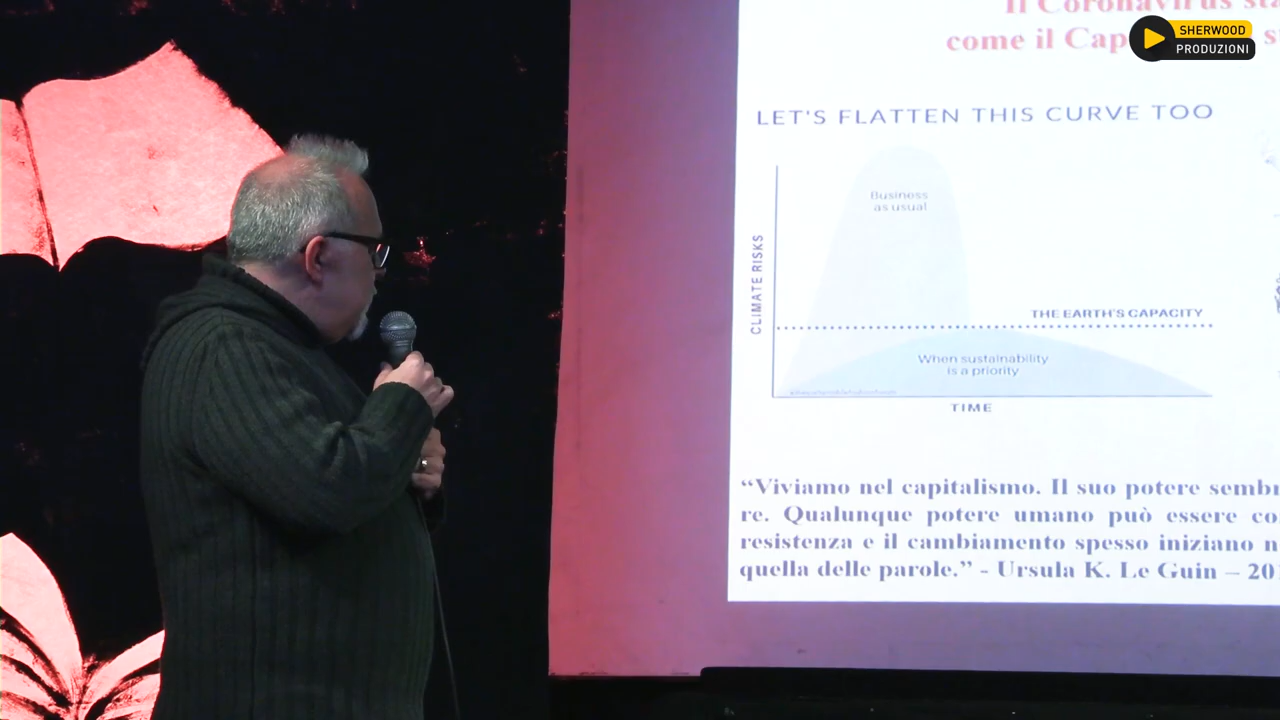 Il Coronavirus sta
come il Cap
SHERWOOD
PRODUZIONI
LET'S FLATTEN THIS CURVE TOO
Business
as usual
CLIMATE RISKS
THE EARTH'S CAPACITY
When sustainability
is a priority
TIME
“Viviamo nel capitalismo. Il suo potere sembr
re. Qualunque potere umano può essere co
resistenza e il cambiamento spesso iniziano n
quella delle parole.” - Ursula K. Le Guin – 201